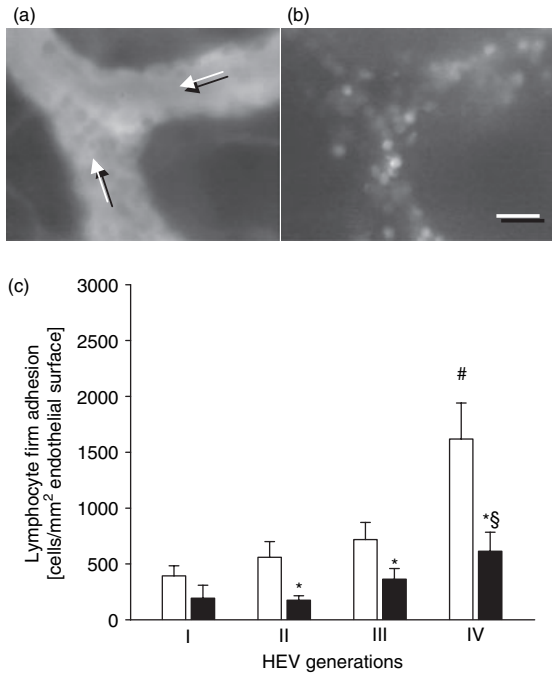 (a)
(b)
(c)
3000
2500
2000
1500
1000
500
0
Lymphocyte firm adhesion
[cells/mm² endothelial surface]
#
*
*
*§
I
II
III
IV
HEV generations